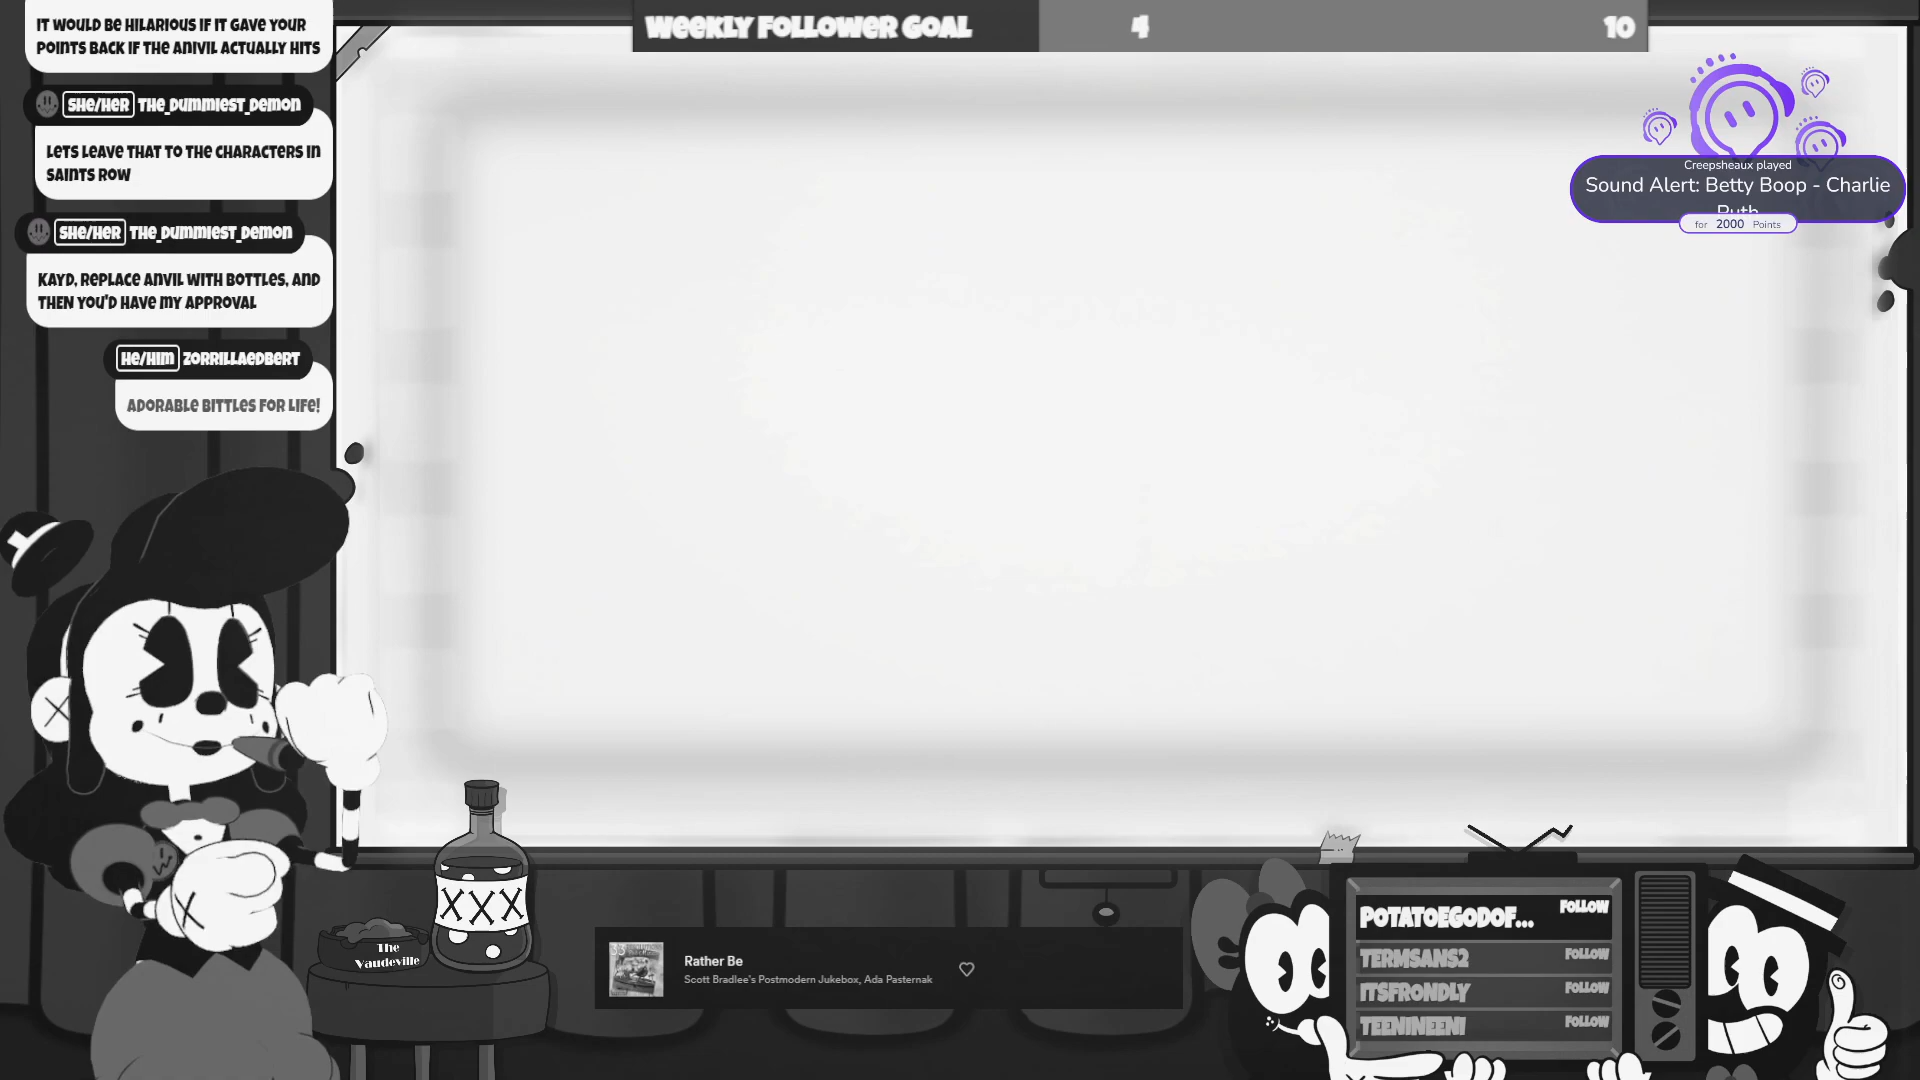 IT WOULD BE HILARIOUS IF IT GAVE YOUR
POINTS BACK IF THE ANIVIL ACTUALLY HITS
SHE/HER THE_DUMMIEST_DEMON
LETS LEAVE THAT TO THE CHARACTERS IN
SAINTS ROW
SHE/HER THE_DUMMIEST_DEMON
KAYD, REPLACE ANVIL WITH BOTTLES, AND
THEN YOU'D HAVE MY APPROVAL
HE/HIM ZORRILLAEDBERT
ADORABLE BITTLES FOR LIFE!
WEEKLY FOLLOWER GOAL 4 10
Creepsheaux played
Sound Alert: Betty Boop - Charlie
Puth
for 2000 Points
XXX
The
Vaudeville
Rather Be
Scott Bradlee's Postmodern Jukebox, Ada Pasternak
POTATOEGODOF... FOLLOW
TERMSANS2 FOLLOW
ITSFRONDLY FOLLOW
TEENINEENI FOLLOW